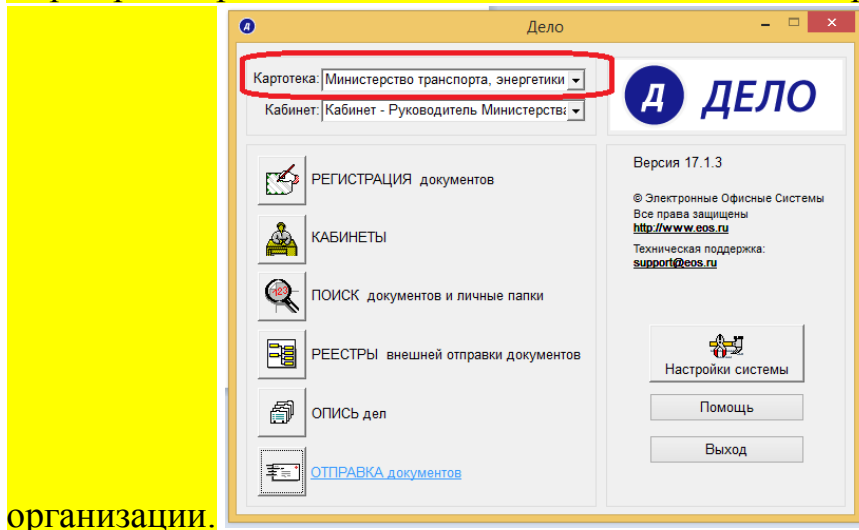 Дело
Картотека: Министерство транспорта, энергетики
Кабинет: Кабинет - Руководитель Министерства
Д ДЕЛО
РЕГИСТРАЦИЯ документов
КАБИНЕТЫ
ПОИСК документов и личные папки
РЕЕСТРЫ внешней отправки документов
ОПИСЬ дел
ОТПРАВКА документов
Версия 17.1.3
© Электронные Офисные Системы
Все права защищены
http://www.eos.ru
Техническая поддержка:
support@eos.ru
Настройки системы
Помощь
Выход
организации.